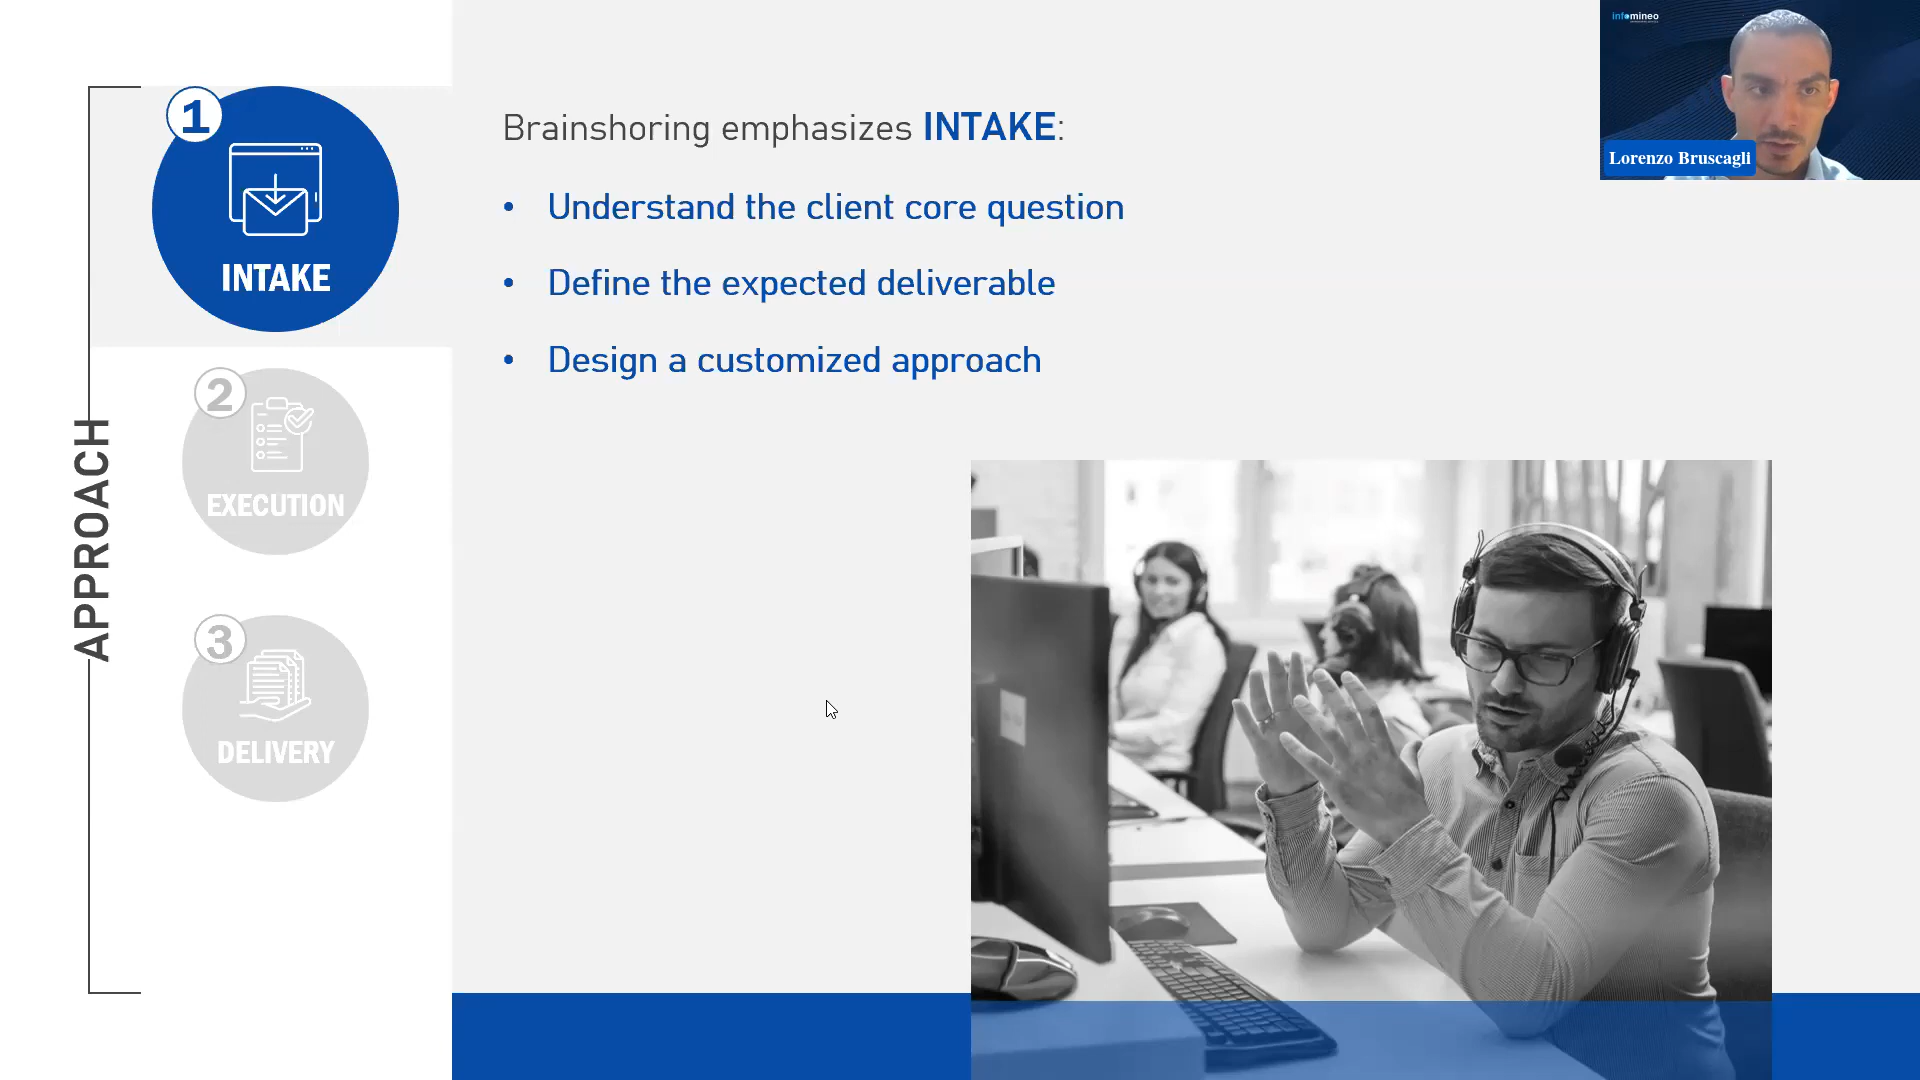 infomineo
Lorenzo Bruscagli
APPROACH
1
INTAKE
2
EXECUTION
3
DELIVERY
Brainshoring emphasizes INTAKE:
• Understand the client core question
• Define the expected deliverable
• Design a customized approach